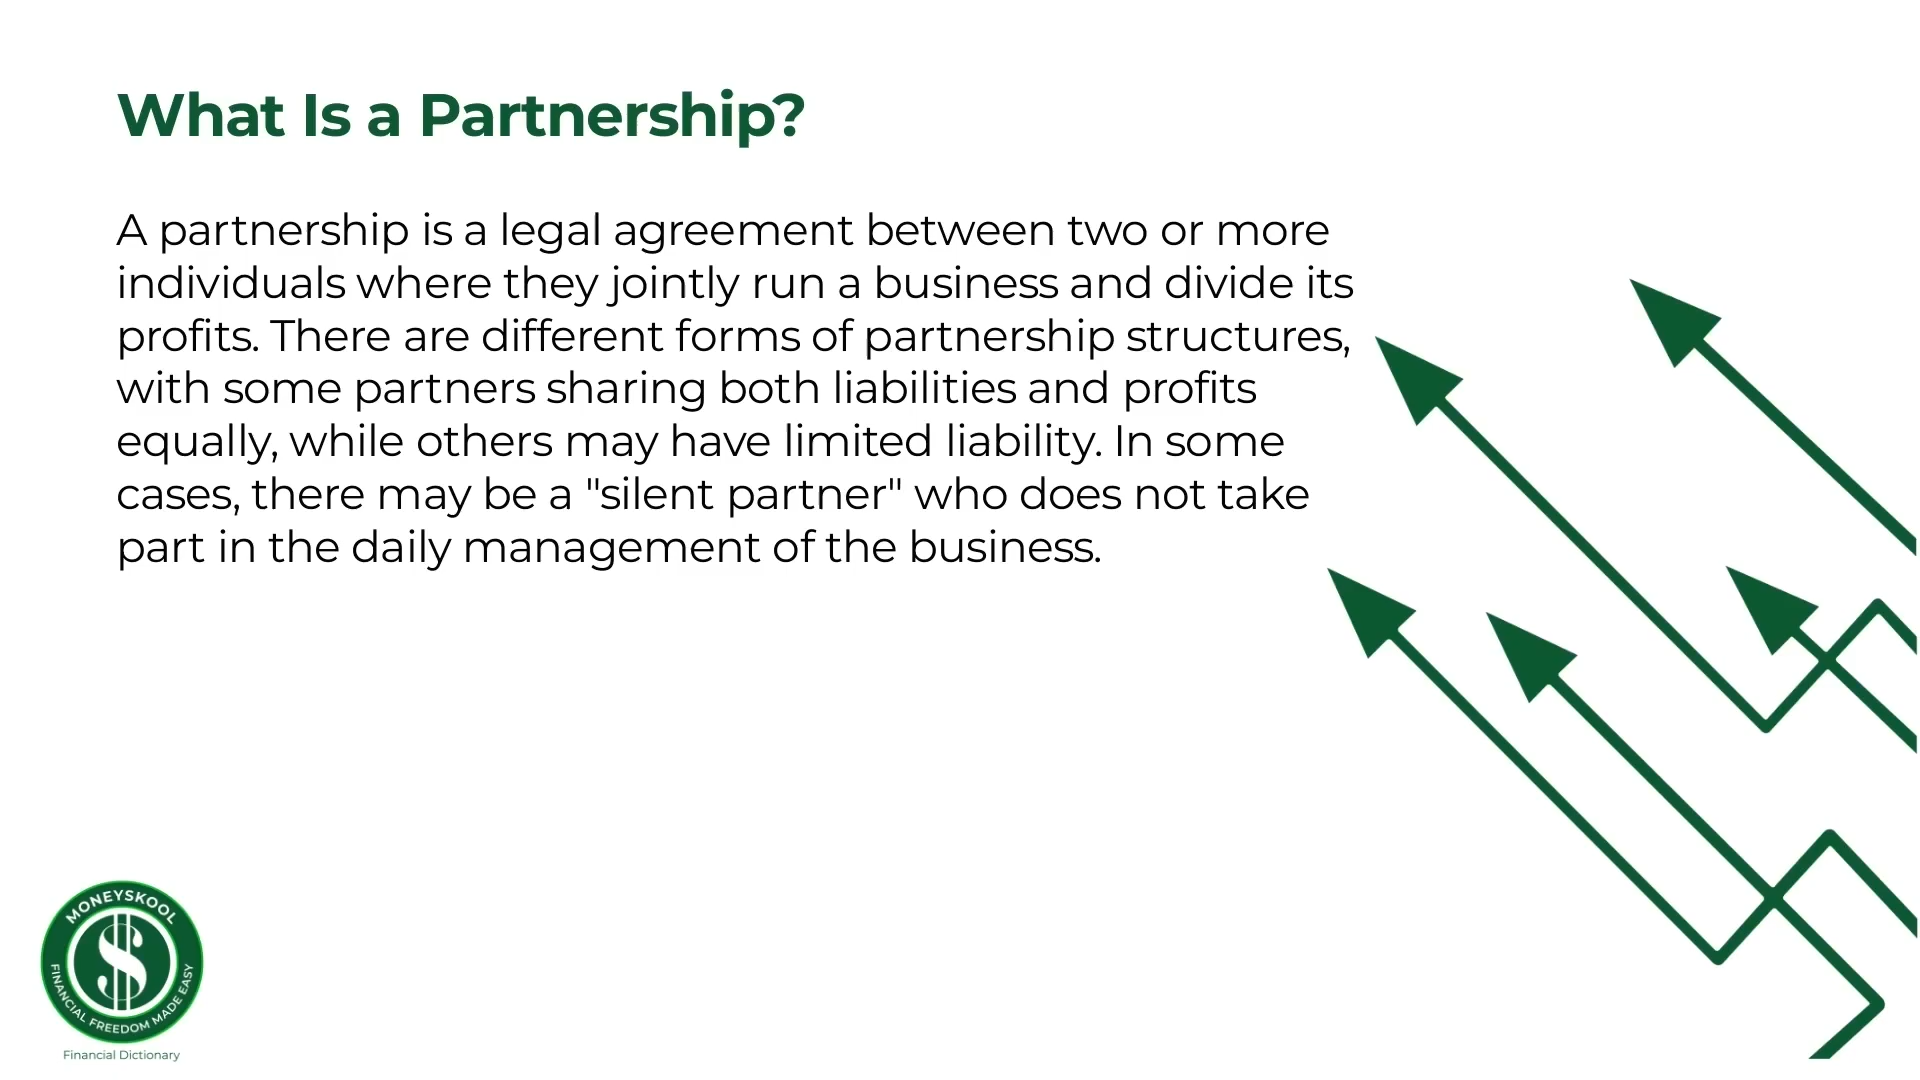 What Is a Partnership?
A partnership is a legal agreement between two or more
individuals where they jointly run a business and divide its
profits. There are different forms of partnership structures,
with some partners sharing both liabilities and profits
equally, while others may have limited liability. In some
cases, there may be a "silent partner" who does not take
part in the daily management of the business.
MONEYSKOOL
$
FINANCIAL FREEDOM MADE EASY
Financial Dictionary